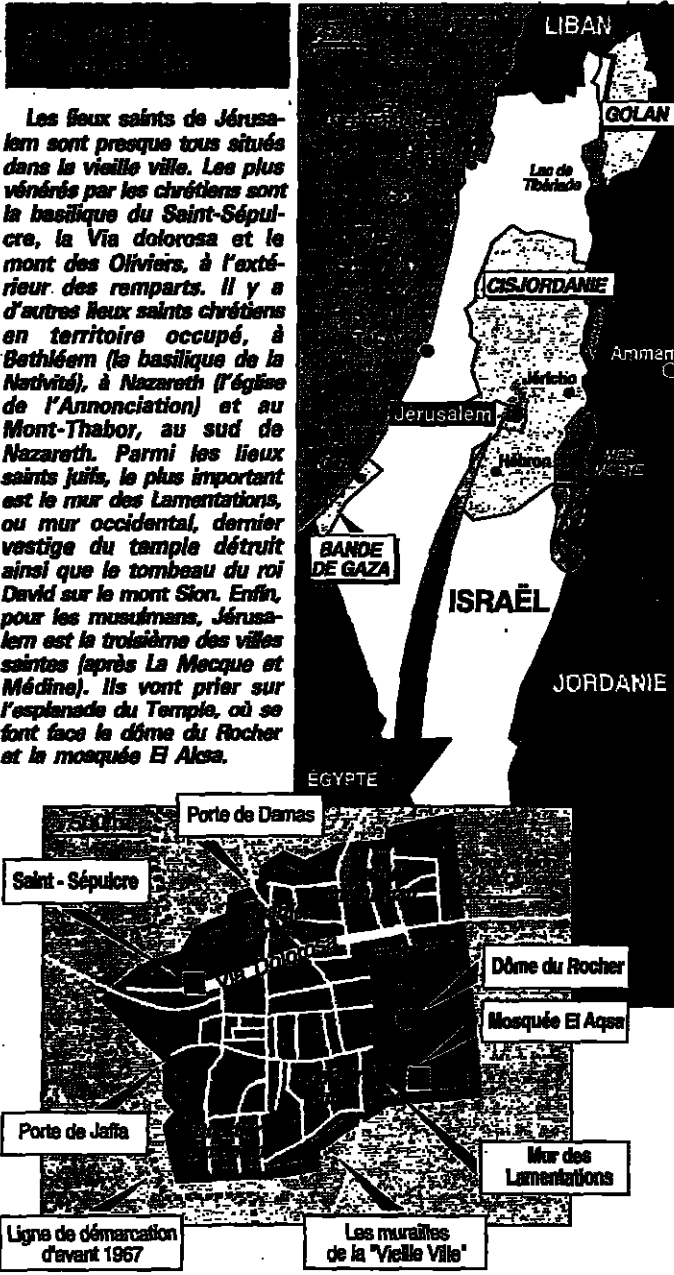 Les lieux saints de Jérusa-
lem sont presque tous situés
dans la vieille ville. Les plus
vénérés par les chrétiens sont
la basilique du Saint-Sépul-
cre, la Via dolorosa et le
mont des Oliviers, à l'exté-
rieur des remparts. Il y a
d'autres lieux saints chrétiens
en territoire occupé, à
Bethléem (la basilique de la
Nativité), à Nazareth (l'église
de l'Annonciation) et au
Mont-Thabor, au sud de
Nazareth. Parmi les lieux
saints juifs, le plus important
est le mur des Lamentations,
ou mur occidental, dernier
vestige du temple détruit
ainsi que le tombeau du roi
David sur le mont Sion. Enfin,
pour les musulmans, Jérusa-
lem est la troisième des villes
saintes (après La Mecque et
Médine). Ils vont prier sur
l'esplanade du Temple, où se
font face le dôme du Rocher
et la mosquée El Aksa.
LIBAN
GOLAN
Lac de
Tibériade
CISJORDANIE
Amman
Jéricho
Jérusalem
Hébron
MER
MORTE
BANDE
DE GAZA
ISRAËL
JORDANIE
ÉGYPTE
Porte de Damas
Saint - Sépulcre
Via Dolorosa
Dôme du Rocher
Mosquée El Aqsa
Porte de Jaffa
Mur des
Lamentations
Ligne de démarcation
d'avant 1967
Les murailles
de la "Vieille Ville"